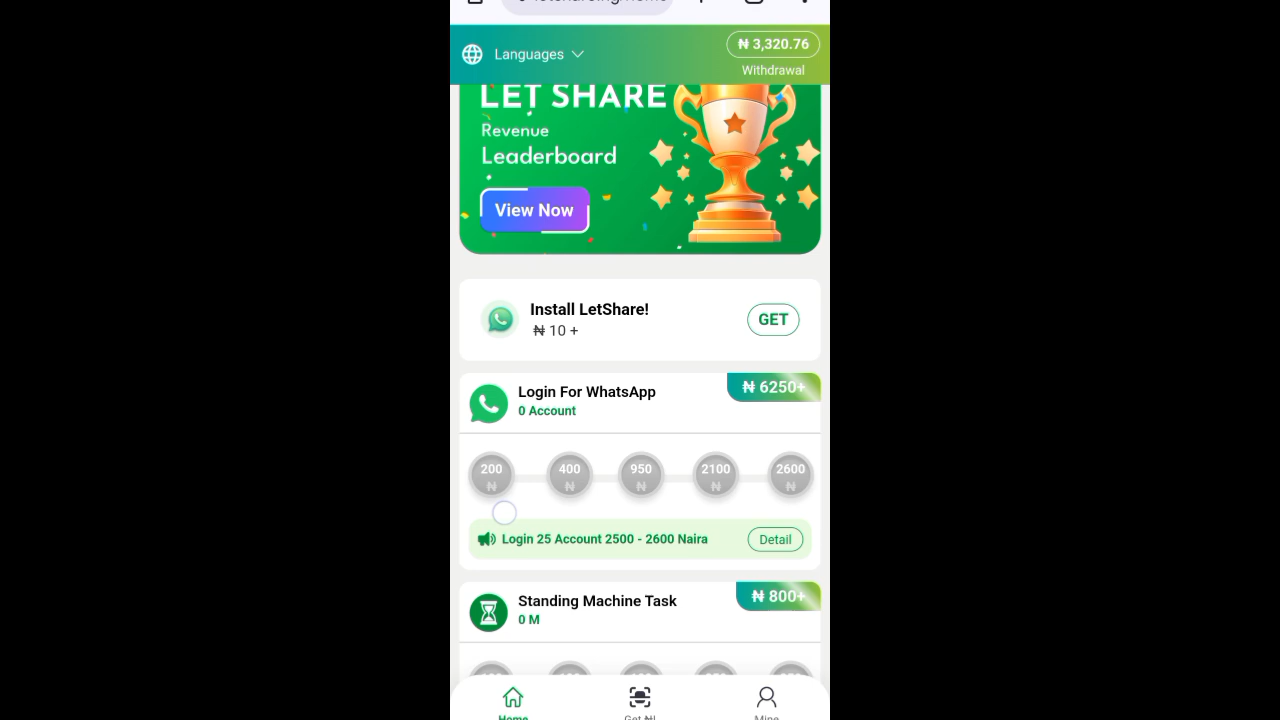 Languages
₦ 3,320.76
Withdrawal
LET SHARE
Revenue
Leaderboard
View Now
Install LetShare!
₦ 10 +
GET
Login For WhatsApp
0 Account
₦ 6250+
200 400 950 2100 2600
₦ ₦ ₦ ₦ ₦
Login 25 Account 2500 - 2600 Naira
Detail
Standing Machine Task
0 M
₦ 800+
Home
Get ₦!
Mine